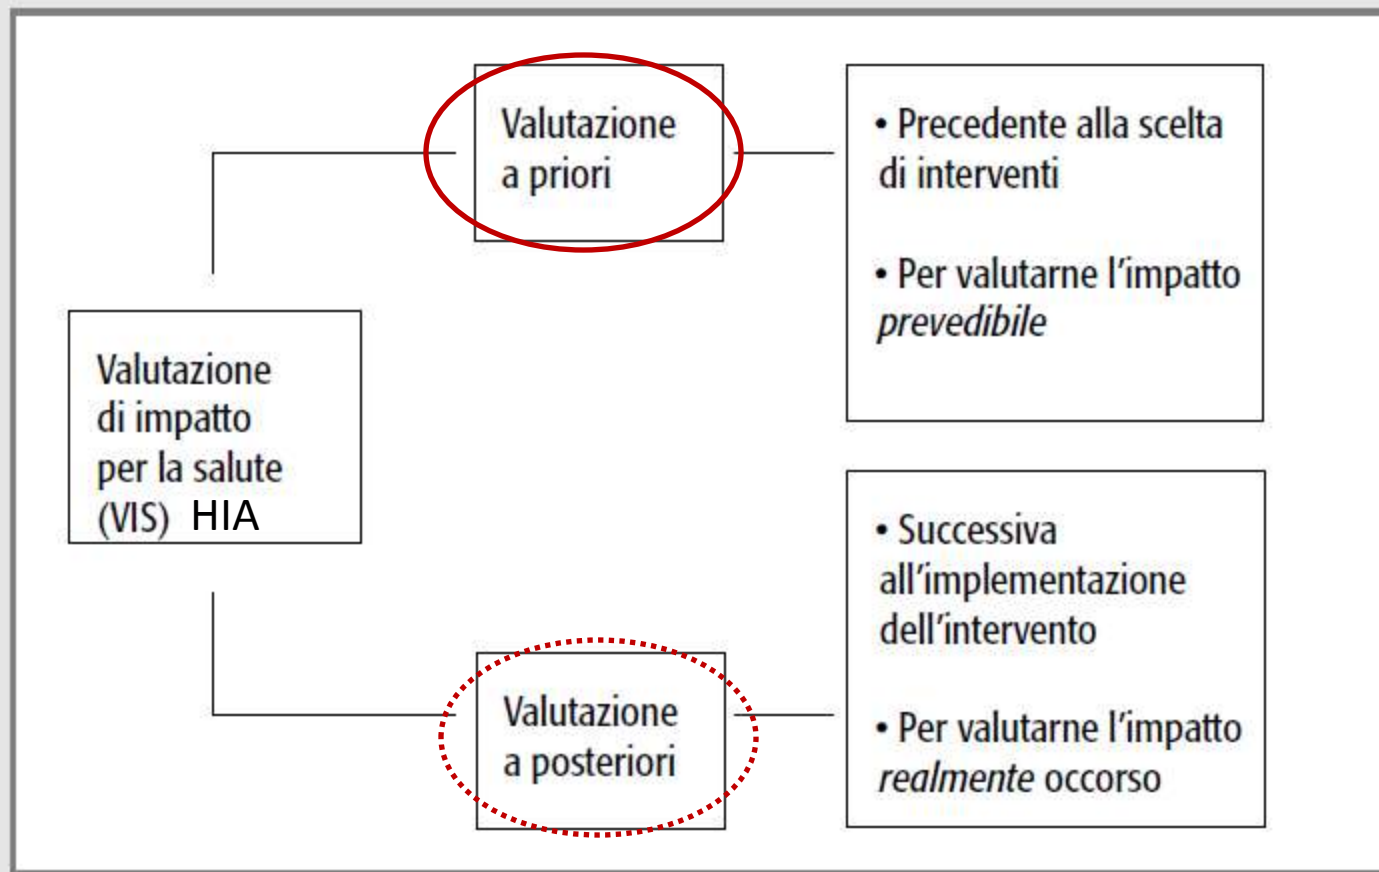 Valutazione
a priori
• Precedente alla scelta
di interventi
• Per valutarne l'impatto
prevedibile
Valutazione
di impatto
per la salute
(VIS) HIA
Valutazione
a posteriori
• Successiva
all'implementazione
dell'intervento
• Per valutarne l'impatto
realmente occorso